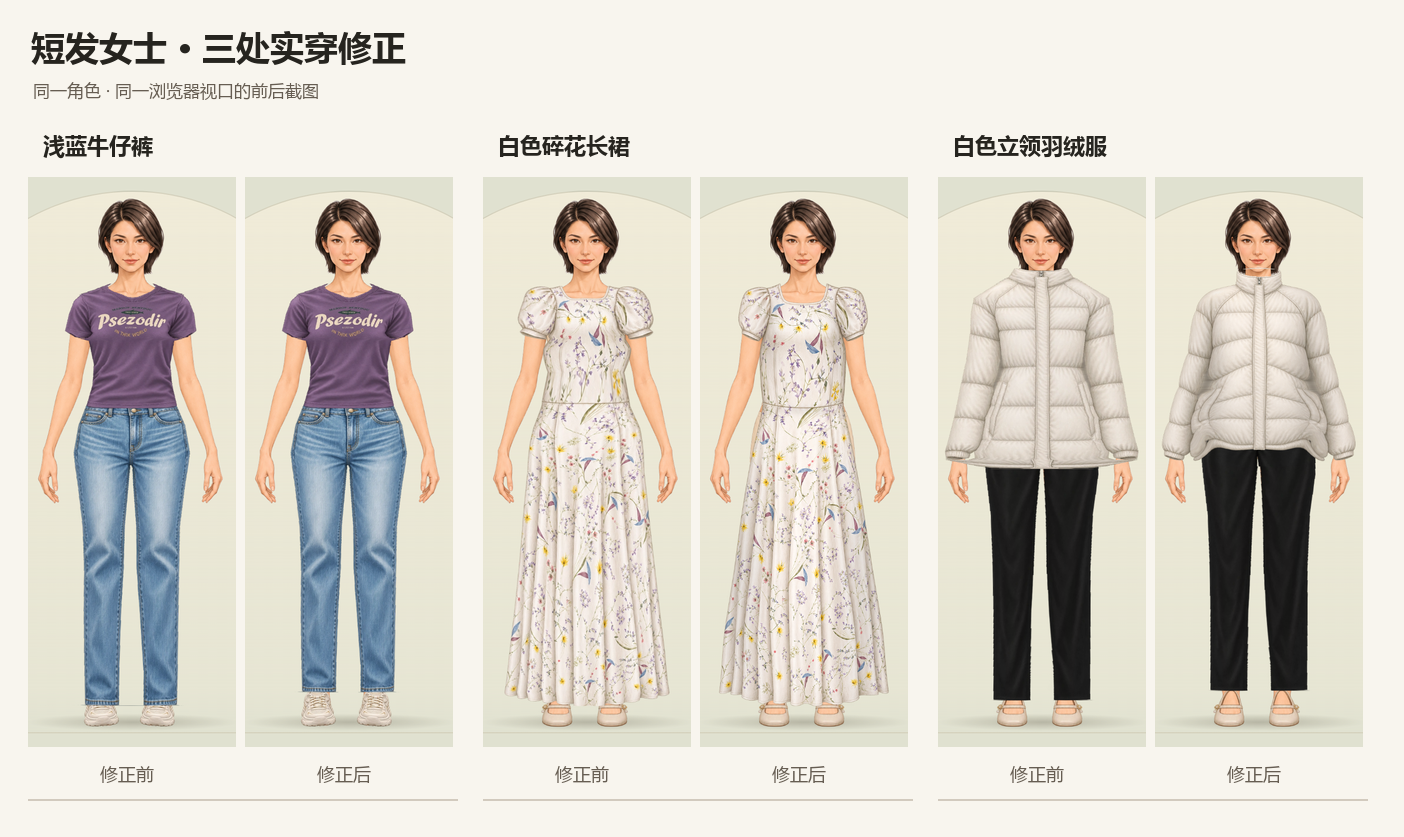 短发女士·三处实穿修正
同一角色·同一浏览器视口的前后截图
浅蓝牛仔裤
白色碎花长裙
白色立领羽绒服
Psezodir
Psezodir
修正前
修正后
修正前
修正后
修正前
修正后